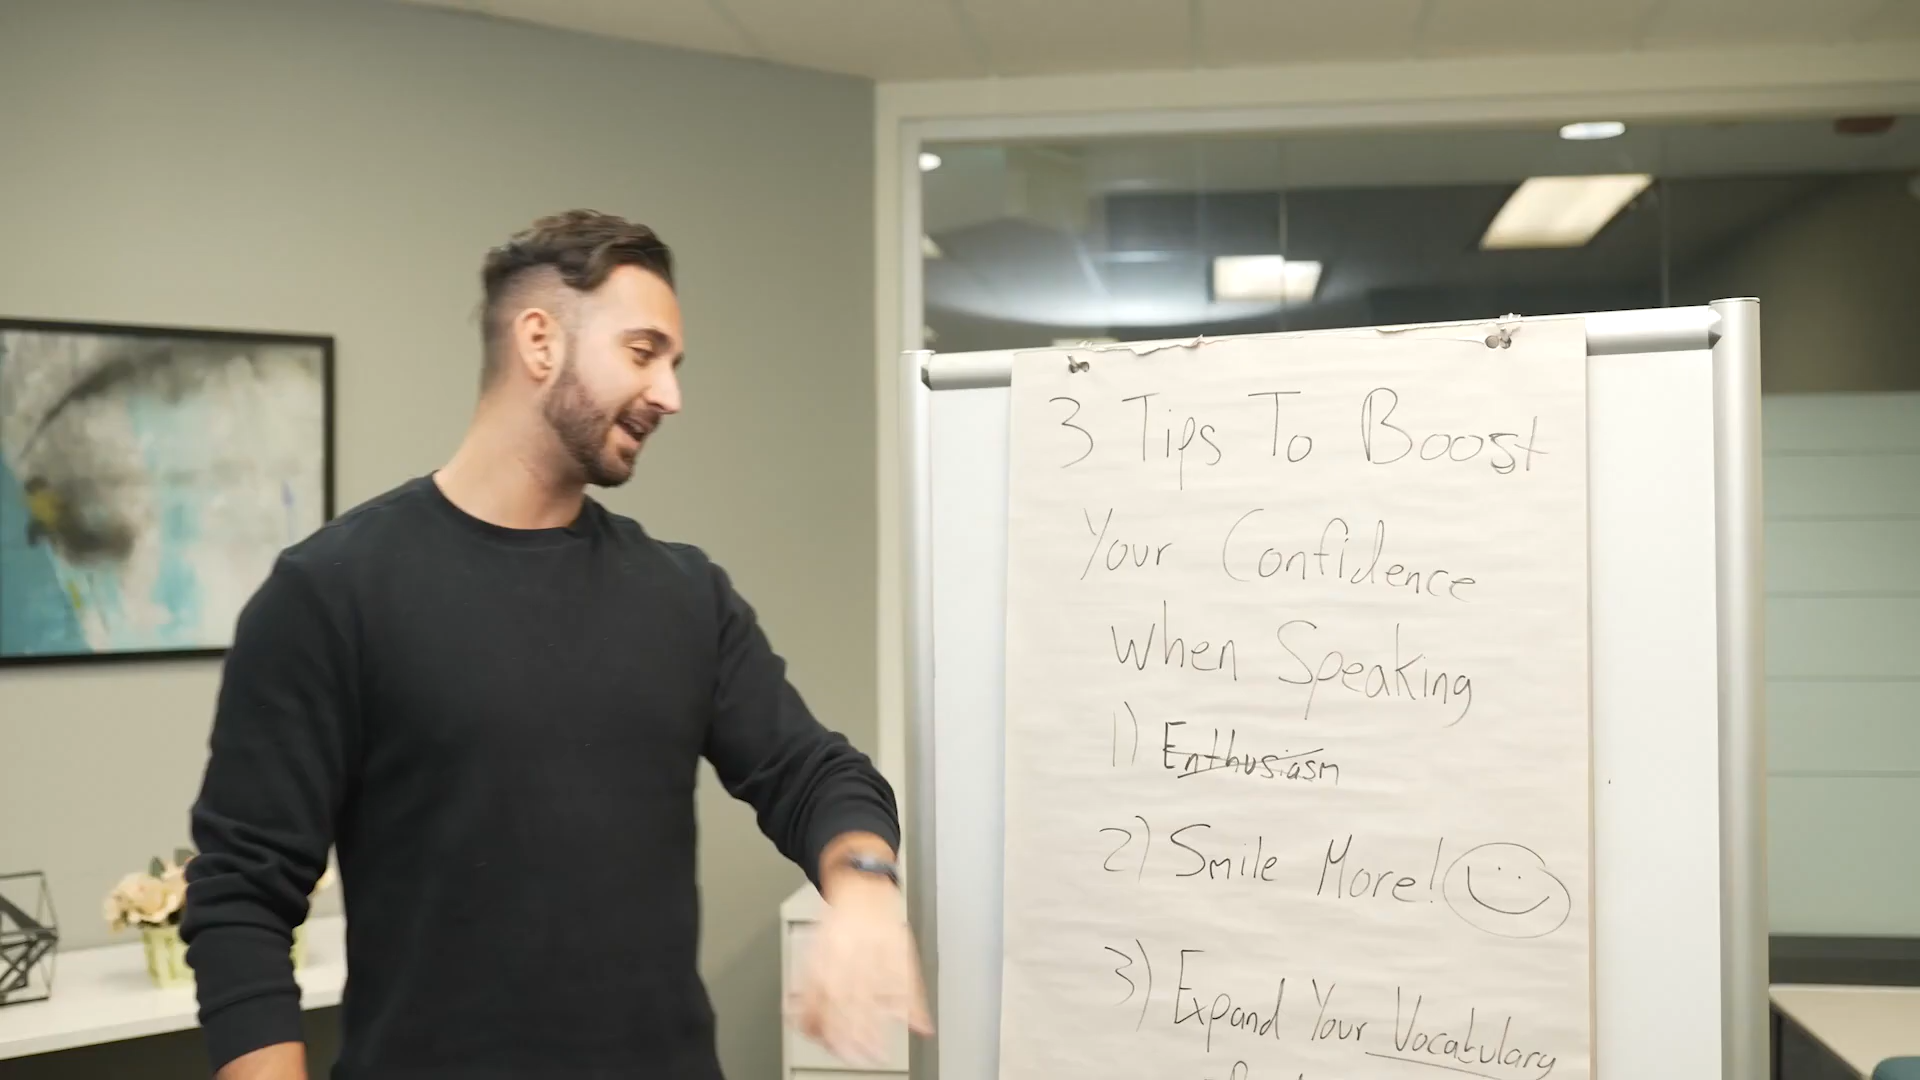 3 Tips To Boost
Your Confidence
when Speaking
1) Enthusiasm
2) Smile More!
3) Expand Your Vocabulary